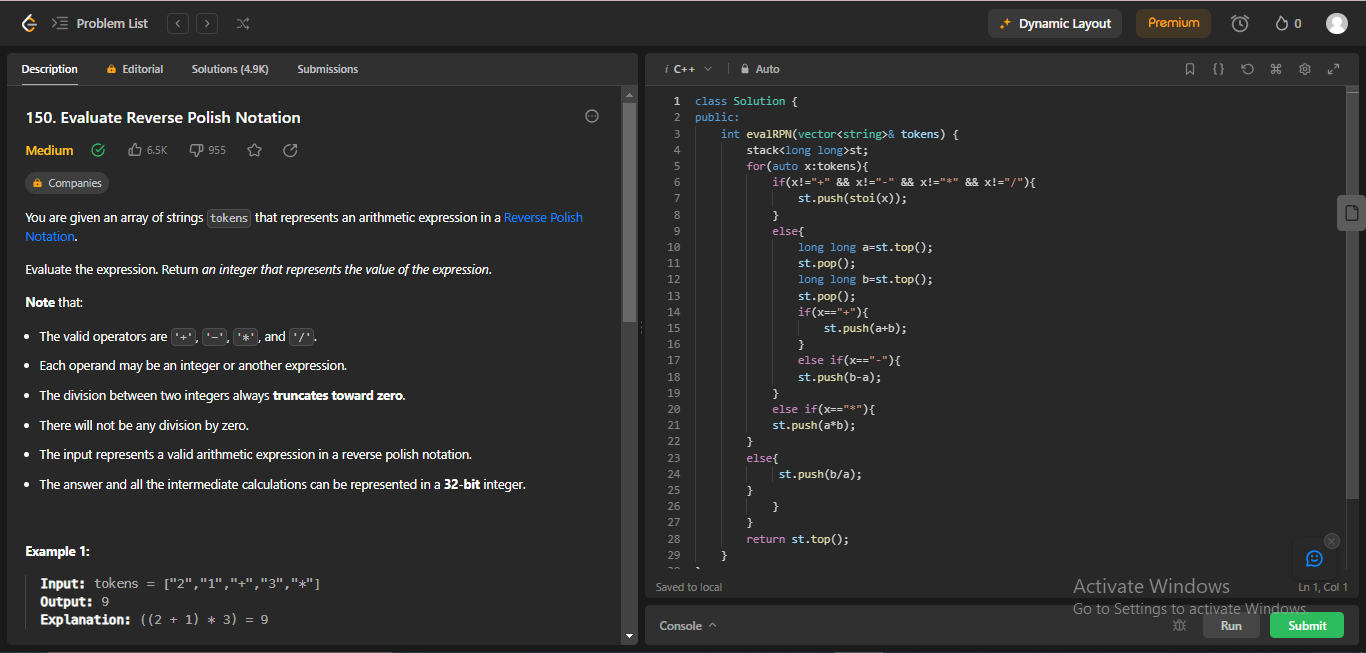 Problem List
Dynamic Layout
Premium
0
Description
Editorial
Solutions (4.9K)
Submissions
150. Evaluate Reverse Polish Notation
Medium
6.5K
955
Companies
You are given an array of strings tokens that represents an arithmetic expression in a Reverse Polish
Notation.
Evaluate the expression. Return an integer that represents the value of the expression.
Note that:
• The valid operators are '+', '-', '*', and '/'.
• Each operand may be an integer or another expression.
• The division between two integers always truncates toward zero.
• There will not be any division by zero.
• The input represents a valid arithmetic expression in a reverse polish notation.
• The answer and all the intermediate calculations can be represented in a 32-bit integer.
Example 1:
Input: tokens = ["2","1","+","3","*"]
Output: 9
Explanation: ((2 + 1) * 3) = 9
i C++
Auto
1 class Solution {
2 public:
3 int evalRPN(vector<string>& tokens) {
4 stack<long long>st;
5 for(auto x:tokens){
6 if(x!="+" && x!="-" && x!="*" && x!="/"){
7 st.push(stoi(x));
8 }
9 else{
10 long long a=st.top();
11 st.pop();
12 long long b=st.top();
13 st.pop();
14 if(x=="+"){
15 st.push(a+b);
16 }
17 else if(x=="-"){
18 st.push(b-a);
19 }
20 else if(x=="*"){
21 st.push(a*b);
22 }
23 else{
24 st.push(b/a);
25 }
26 }
27 }
28 return st.top();
29 }
Saved to local
Ln 1, Col 1
Activate Windows
Go to Settings to activate Windows.
Console
Run
Submit